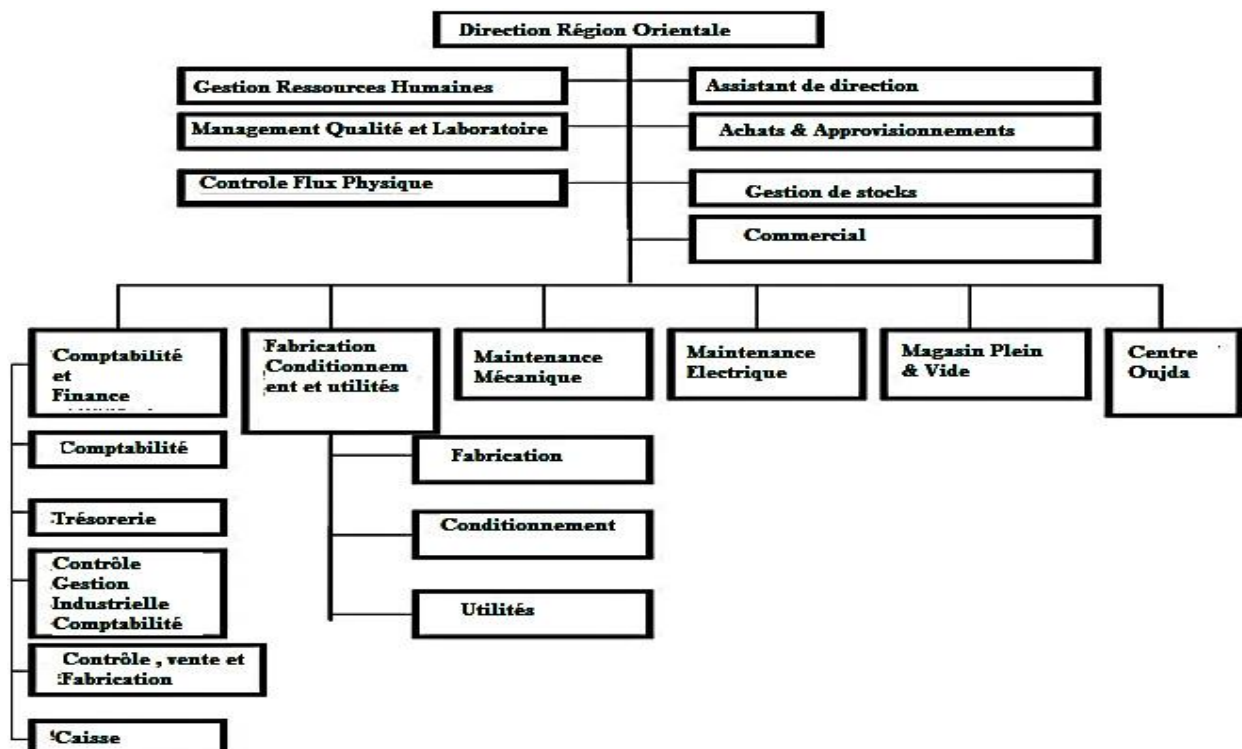 Direction Région Orientale
Gestion Ressources Humaines
Assistant de direction
Management Qualité et Laboratoire
Achats & Approvisionnements
Controle Flux Physique
Gestion de stocks
Commercial
Comptabilité
et
Finance
Fabrication
Conditionnem
ent et utilités
Maintenance
Mécanique
Maintenance
Electrique
Magasin Plein
& Vide
Centre
Oujda
Comptabilité
Trésorerie
Contrôle
Gestion
Industrielle
Comptabilité
Contrôle , vente et
Fabrication
Caisse
Fabrication
Conditionnement
Utilités